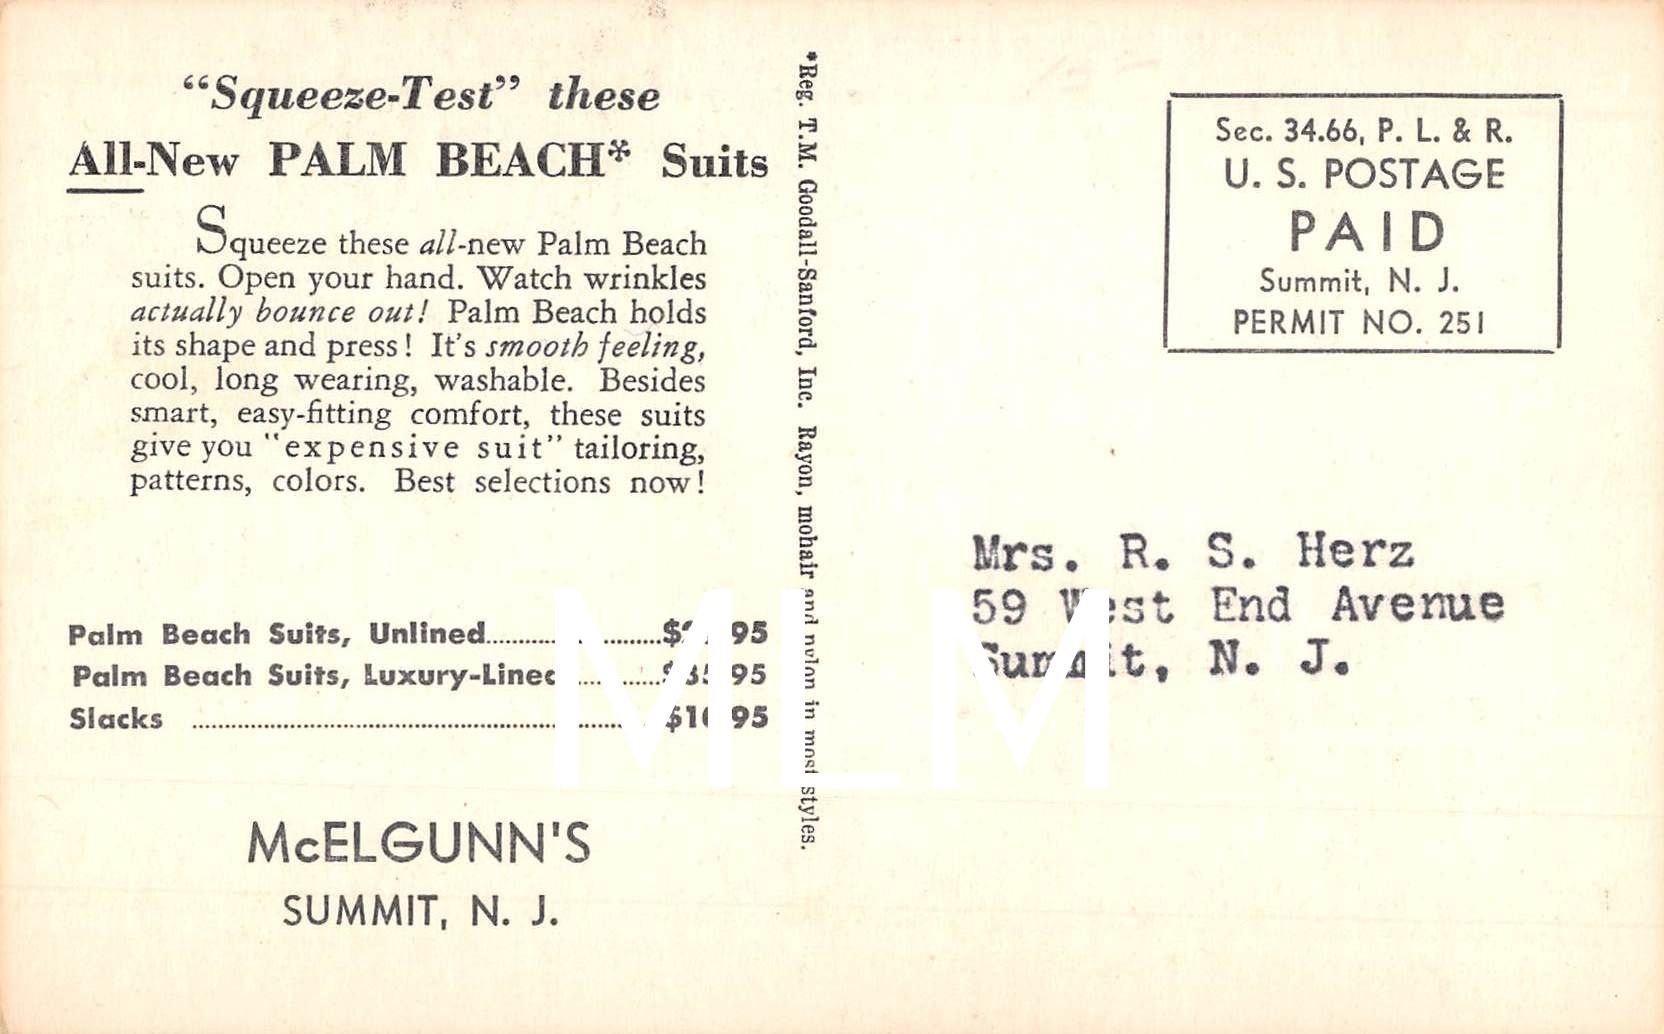 “Squeeze-Test” these
All-New PALM BEACH* Suits
Squeeze these all-new Palm Beach
suits. Open your hand. Watch wrinkles
actually bounce out! Palm Beach holds
its shape and press! It's smooth feeling,
cool, long wearing, washable. Besides
smart, easy-fitting comfort, these suits
give you "expensive suit" tailoring,
patterns, colors. Best selections now!
Palm Beach Suits, Unlined
Palm Beach Suits, Luxury-Lined
Slacks
McELGUNN'S
SUMMIT, N. J.
*Reg. T.M. Goodall-Sanford, Inc. Rayon, mohair and nylon in most styles.
Sec. 34.66, P. L. & R.
U. S. POSTAGE
PAID
Summit, N. J.
PERMIT NO. 251
Mrs. R. S. Herz
59 West End Avenue
Summit, N. J.
MLM